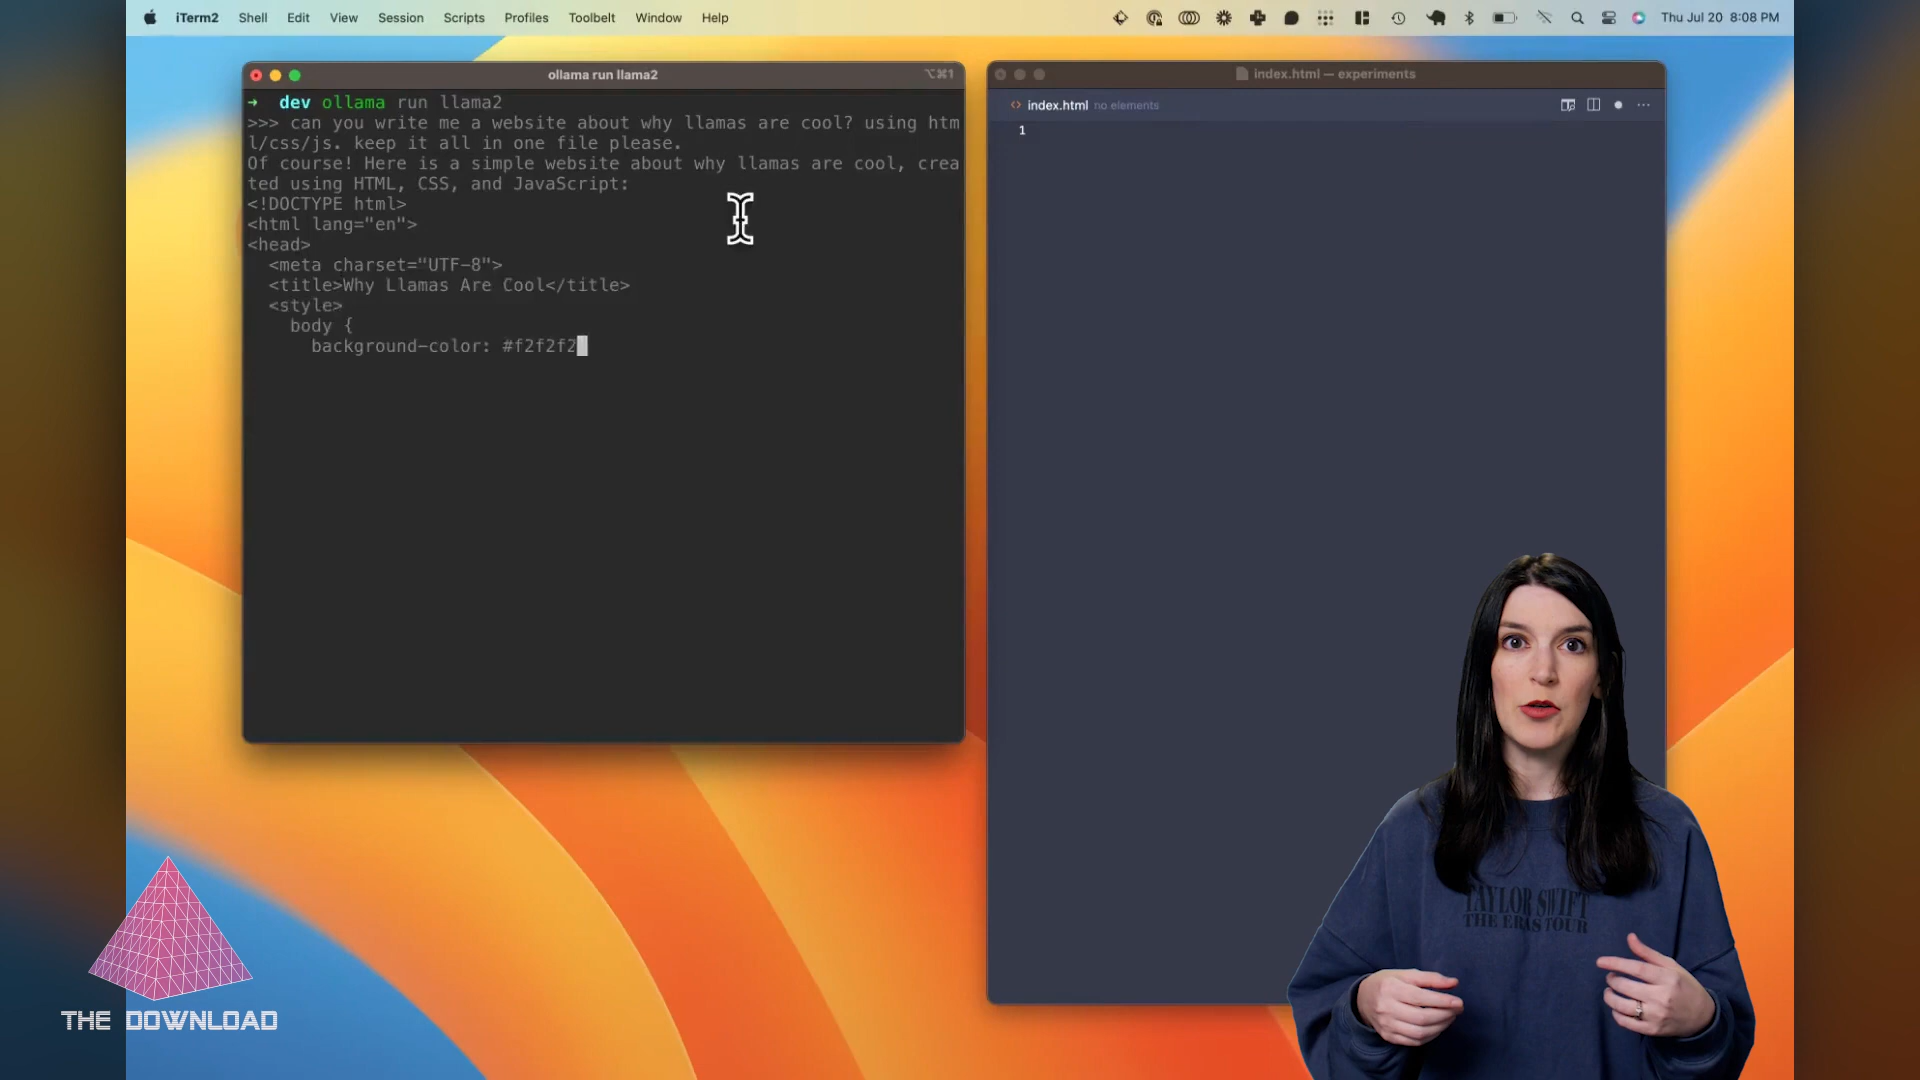 iTerm2 Shell Edit View Session Scripts Profiles Toolbelt Window Help Thu Jul 20 8:08 PM
ollama run llama2 ⌥⌘1
➜ dev ollama run llama2
>>> can you write me a website about why llamas are cool? using htm
l/css/js. keep it all in one file please.
Of course! Here is a simple website about why llamas are cool, crea
ted using HTML, CSS, and JavaScript:
<!DOCTYPE html>
<html lang="en">
<head>
<meta charset="UTF-8">
<title>Why Llamas Are Cool</title>
<style>
body {
background-color: #f2f2f2
index.html — experiments
index.html no elements
1
TAYLOR SWIFT
THE ERAS TOUR
THE DOWNLOAD